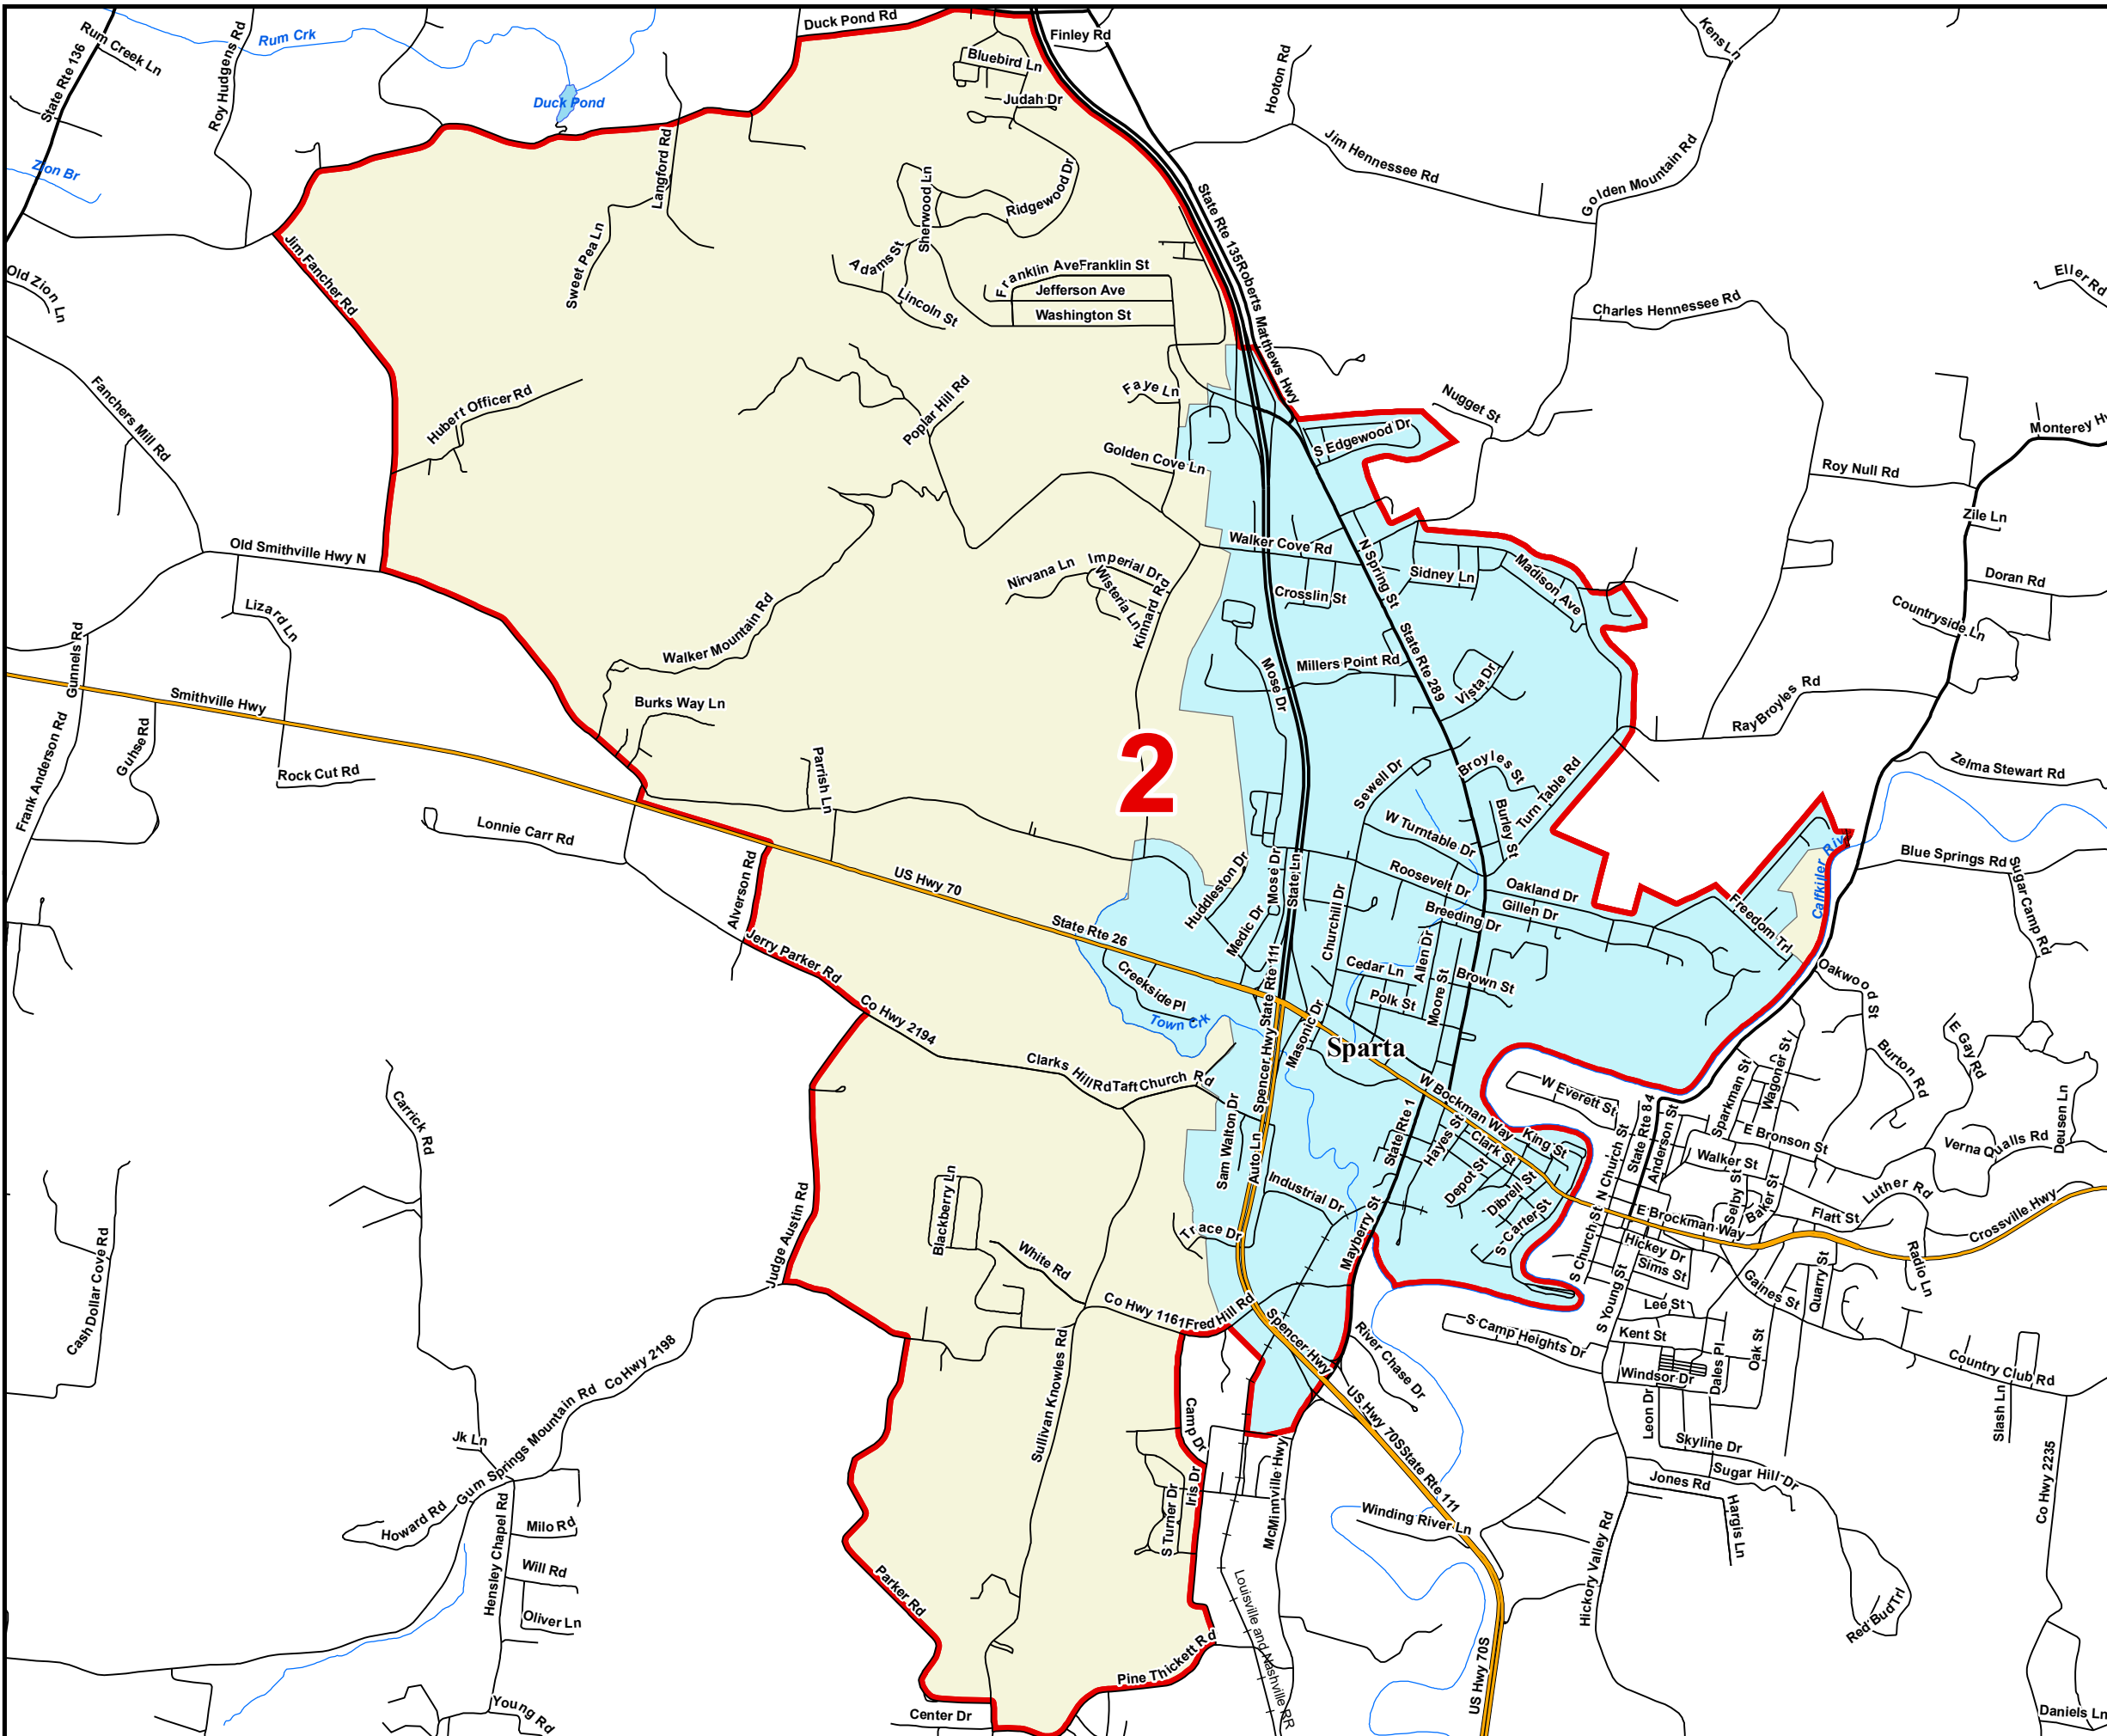 Duck Pond Rd
Finley Rd
Kens Ln
Rum Creek Ln
Rum Crk
Roy Hudgens Rd
State Rte 136
Bluebird Ln
Hooton Rd
Duck Pond
Judah Dr
Jim Hennessee Rd
Golden Mountain Rd
Zion Br
Langford Rd
Sherwood Ln
Ridgewood Dr
State Rte 135
Roberts Matthews Hwy
Jim Fancher Rd
Sweet Pea Ln
Adams St
Franklin Ave
Franklin St
Jefferson Ave
Washington St
Lincoln St
Old Zion Ln
Eller Rd
Charles Hennessee Rd
Fanchers Mill Rd
Hubert Officer Rd
Poplar Hill Rd
Faye Ln
Nugget St
S Edgewood Dr
Golden Cove Ln
Monterey H
Roy Null Rd
Zile Ln
Old Smithville Hwy N
Walker Cove Rd
N Spring St
Sidney Ln
Madison Ave
Nirvana Ln
Imperial Dr
Wisteria Ln
Kinnard Rd
Crosslin St
Doran Rd
Countryside Ln
Lizard Ln
Walker Mountain Rd
Gunnels Rd
Millers Point Rd
State Rte 289
Vista Dr
Mose Dr
Smithville Hwy
Burks Way Ln
Ray Broyles Rd
Frank Anderson Rd
Guhse Rd
Rock Cut Rd
Parrish Ln
2
Sewell Dr
Broyles St
Turn Table Rd
Burley St
Zelma Stewart Rd
Lonnie Carr Rd
W Turntable Dr
Calfkiller Riv
Blue Springs Rd
Sugar Camp Rd
Alverson Rd
US Hwy 70
Huddleston Dr
Mose Dr
State Ln
Roosevelt Dr
Oakland Dr
Gillen Dr
Breeding Dr
Churchill Dr
Medic Dr
Freedom Trl
State Rte 26
Jerry Parker Rd
Creekside Pl
State Rte 111
Cedar Ln
Allen Dr
Brown St
Polk St
Moore St
Oakwood St
Co Hwy 2194
Town Crk
Masonic Dr
Sparta
E Gay Rd
Burton Rd
Clarks Hill Rd
Taft Church Rd
Spencer Hwy
W Bockman Way
W Everett St
Sparkman St
Wagoner St
Deusen Ln
Carrick Rd
Sam Walton Dr
Auto Ln
State Rte 1
Hayes St
Clark St
King St
Depot St
Dibrell St
S Carter St
N Church St
State Rte 84
Anderson St
E Bronson St
Walker St
Verna Qualls Rd
Selby St
Baker St
Luther Rd
Flatt St
Crossville Hwy
Blackberry Ln
Industrial Dr
Trace Dr
Mayberry St
E Brockman Way
Hickey Dr
Sims St
S Church St
Judge Austin Rd
Cash Dollar Cove Rd
White Rd
Co Hwy 1161
Fred Hill Rd
Spencer Hwy
Gaines St
Quarry St
Radio Ln
Lee St
S Young St
Kent St
S Camp Heights Dr
River Chase Dr
Windsor Dr
Dales Pl
Oak St
Country Club Rd
Co Hwy 2198
Sullivan Knowles Rd
Camp Dr
US Hwy 70S
State Rte 111
Leon Dr
Slash Ln
Jk Ln
Gum Springs Mountain Rd
Skyline Dr
Jones Rd
Sugar Hill Dr
Co Hwy 2235
Howard Rd
Hensley Chapel Rd
Milo Rd
Iris Dr
S Turner Dr
McMinnville Hwy
Winding River Ln
Hargis Ln
Hickory Valley Rd
Will Rd
Oliver Ln
Parker Rd
Red Bud Trl
Louisville and Nashville RR
Pine Thickett Rd
US Hwy 70S
Young Rd
Center Dr
Daniels Ln